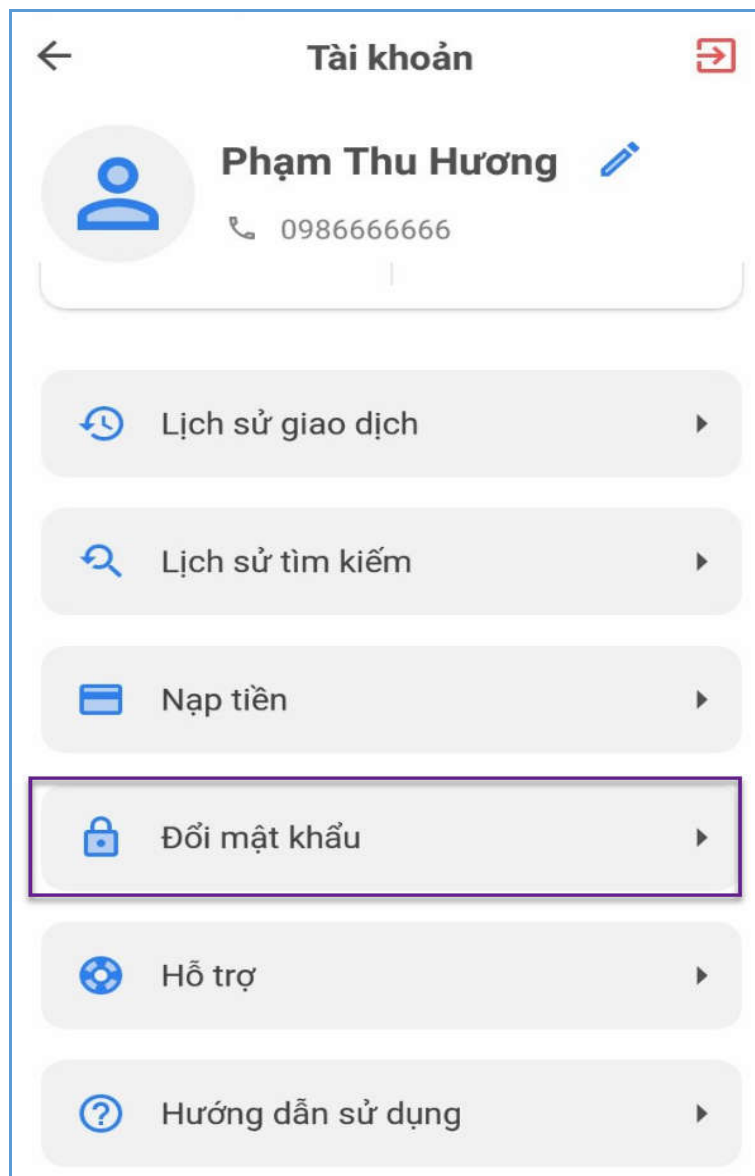 Tài khoản
Phạm Thu Hương
0986666666
Lịch sử giao dịch
Lịch sử tìm kiếm
Nạp tiền
Đổi mật khẩu
Hỗ trợ
Hướng dẫn sử dụng